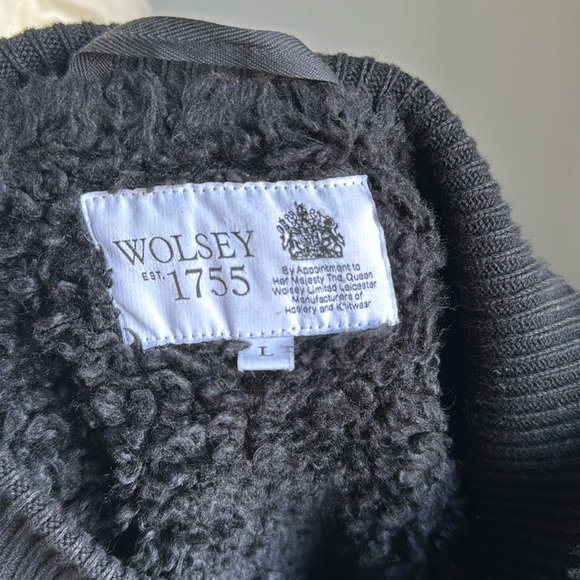 WOLSEY
EST. 1755
By Appointment to
Her Majesty The Queen
Wolsey Limited Leicester
Manufacturers of
Hosiery and Knitwear
L